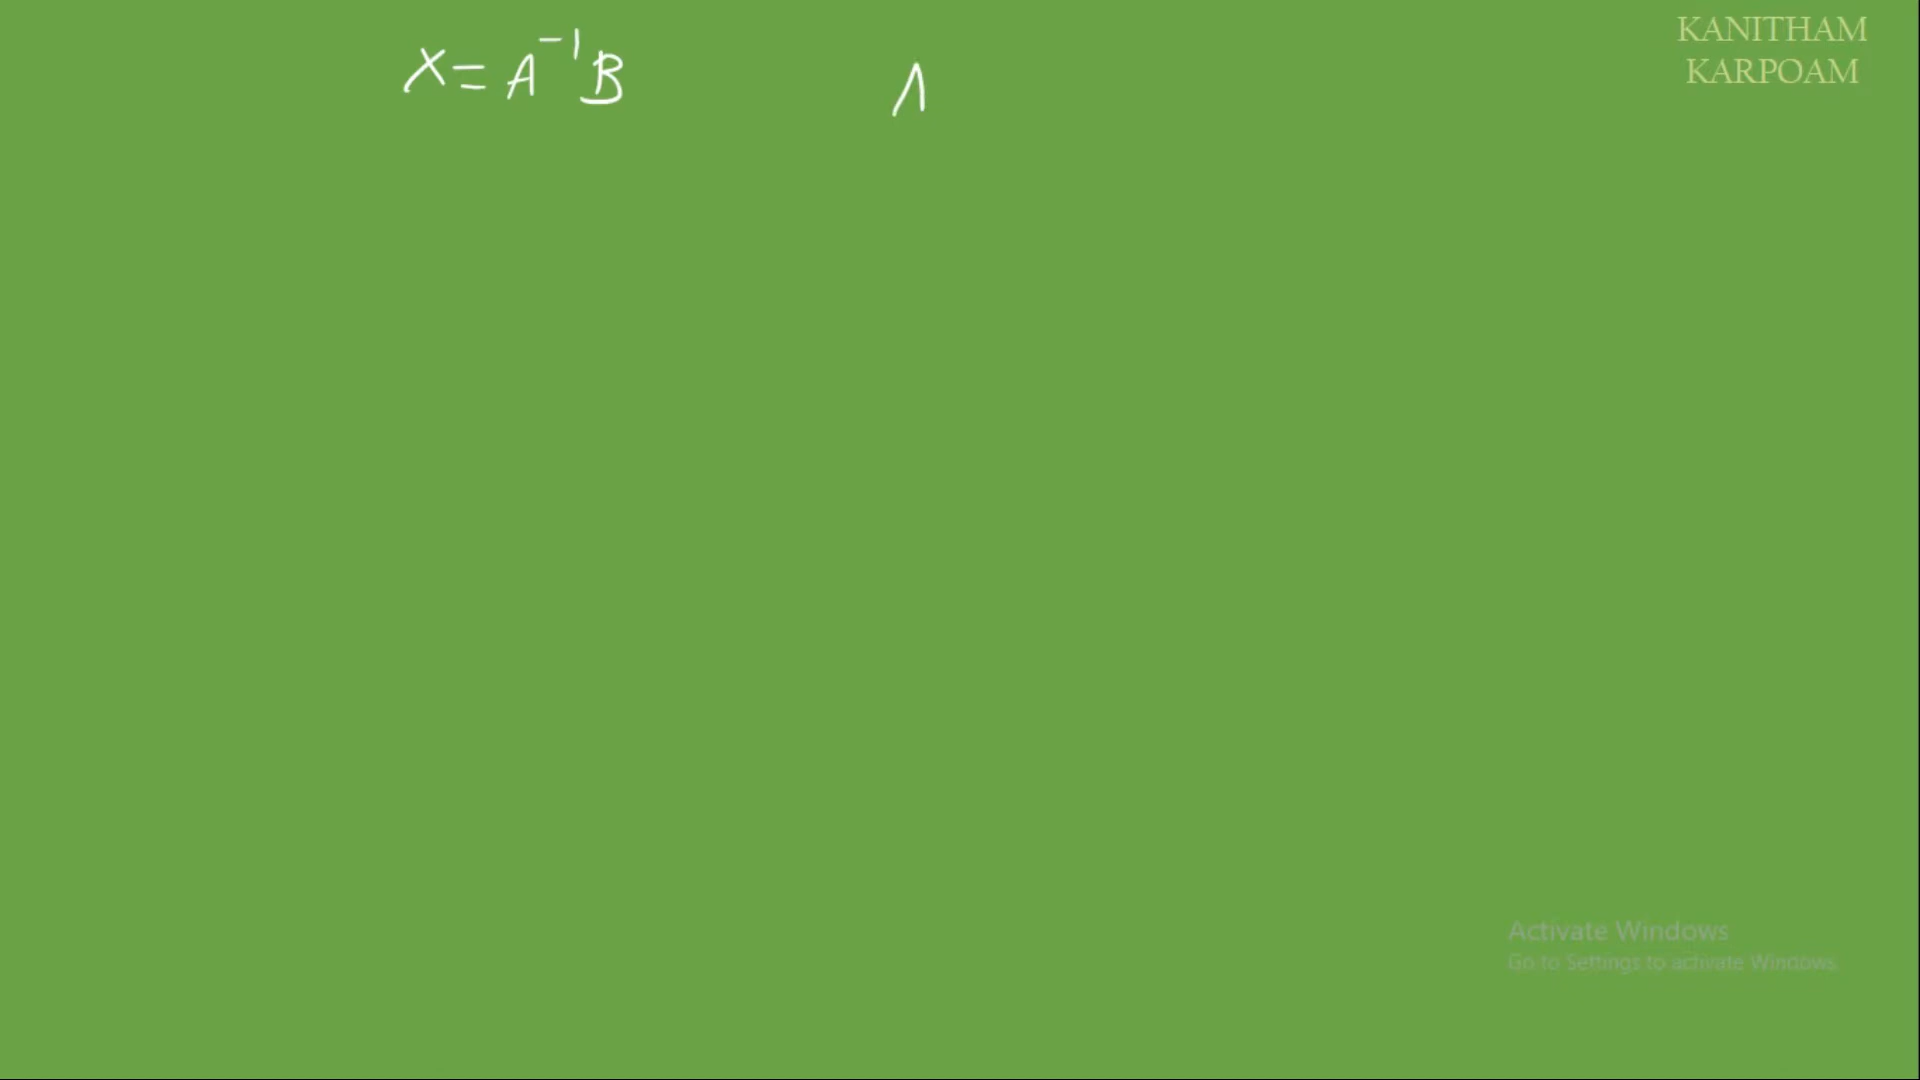 X = A⁻¹B
KANITHAM
KARPOAM
Activate Windows
Go to Settings to activate Windows